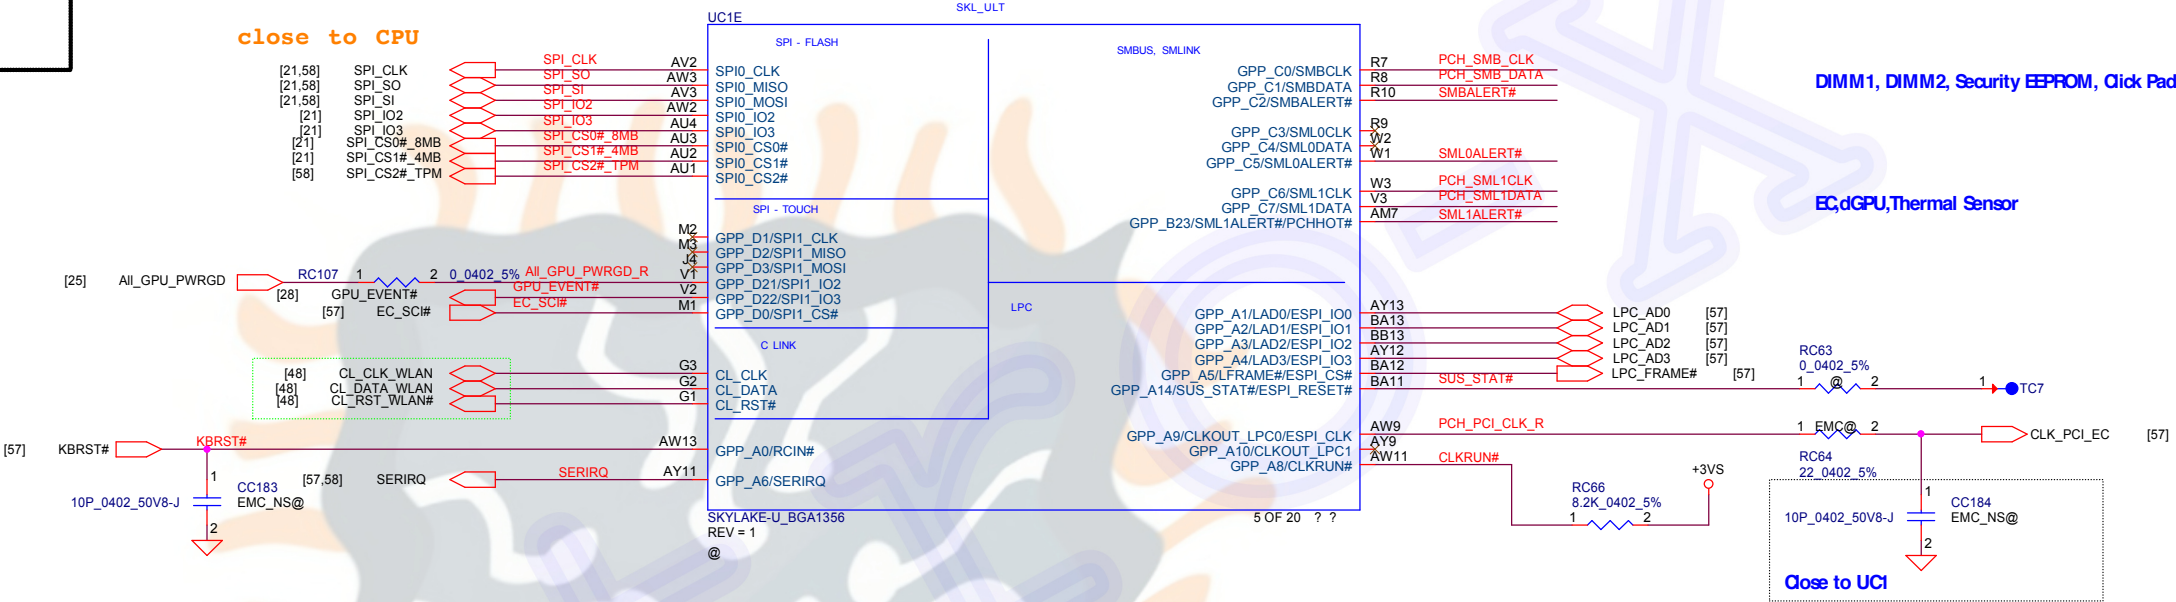 SKL_ULT
UC1E
close to CPU
SPI - FLASH
SMBUS, SMLINK
[21,58] SPI_CLK SPI_CLK AV2 SPI0_CLK
[21,58] SPI_SO SPI_SO AW3 SPI0_MISO
[21,58] SPI_SI SPI_SI AV3 SPI0_MOSI
[21] SPI_IO2 SPI_IO2 AW2 SPI0_IO2
[21] SPI_IO3 SPI_IO3 AU4 SPI0_IO3
[21] SPI_CS0#_8MB SPI_CS0#_8MB AU3 SPI0_CS0#
[21] SPI_CS1#_4MB SPI_CS1#_4MB AU2 SPI0_CS1#
[58] SPI_CS2#_TPM SPI_CS2#_TPM AU1 SPI0_CS2#
GPP_C0/SMBCLK R7 PCH_SMB_CLK
GPP_C1/SMBDATA R8 PCH_SMB_DATA
GPP_C2/SMBALERT# R10 SMBALERT#
DIMM1, DIMM2, Security EEPROM, Click Pad
GPP_C3/SML0CLK R9
GPP_C4/SML0DATA W2
GPP_C5/SML0ALERT# W1 SML0ALERT#
GPP_C6/SML1CLK W3 PCH_SML1CLK
GPP_C7/SML1DATA V3 PCH_SML1DATA
GPP_B23/SML1ALERT#/PCHHOT# AM7 SML1ALERT#
EC,dGPU,Thermal Sensor
SPI - TOUCH
M2 GPP_D1/SPI1_CLK
M3 GPP_D2/SPI1_MISO
J4 GPP_D3/SPI1_MOSI
[25] All_GPU_PWRGD RC107 1 2 0_0402_5% All_GPU_PWRGD_R V1 GPP_D21/SPI1_IO2
[28] GPU_EVENT# GPU_EVENT# V2 GPP_D22/SPI1_IO3
[57] EC_SCI# EC_SCI# M1 GPP_D0/SPI1_CS#
LPC
C LINK
GPP_A1/LAD0/ESPI_IO0 AY13 LPC_AD0 [57]
GPP_A2/LAD1/ESPI_IO1 BA13 LPC_AD1 [57]
GPP_A3/LAD2/ESPI_IO2 BB13 LPC_AD2 [57]
GPP_A4/LAD3/ESPI_IO3 AY12 LPC_AD3 [57]
GPP_A5/LFRAME#/ESPI_CS# BA12 LPC_FRAME# [57]
GPP_A14/SUS_STAT#/ESPI_RESET# BA11 SUS_STAT#
RC63
0_0402_5%
1 @ 2 1 TC7
[48] CL_CLK_WLAN G3 CL_CLK
[48] CL_DATA_WLAN G2 CL_DATA
[48] CL_RST_WLAN# G1 CL_RST#
GPP_A9/CLKOUT_LPC0/ESPI_CLK AW9 PCH_PCI_CLK_R 1 EMC@ 2 CLK_PCI_EC [57]
GPP_A10/CLKOUT_LPC1 AY9
GPP_A8/CLKRUN# AW11 CLKRUN#
RC64
22_0402_5%
[57] KBRST# KBRST# AW13 GPP_A0/RCIN#
[57,58] SERIRQ SERIRQ AY11 GPP_A6/SERIRQ
1
CC183
10P_0402_50V8-J EMC_NS@
2
+3VS
RC66
8.2K_0402_5%
1 2
1
CC184
10P_0402_50V8-J EMC_NS@
2
Close to UC1
SKYLAKE-U_BGA1356
REV = 1
@
5 OF 20 ? ?